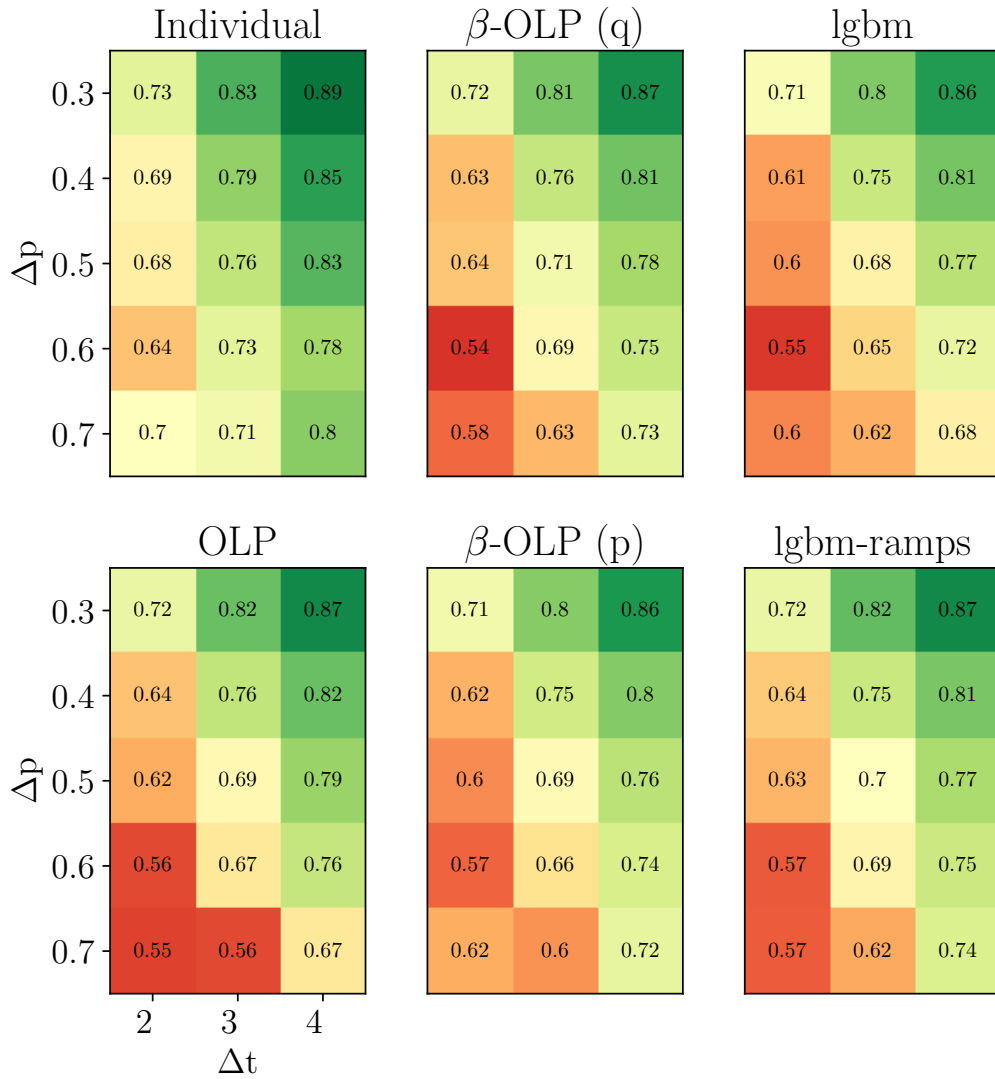 Individual β-OLP (q) lgbm
0.3 0.73 0.83 0.89 0.72 0.81 0.87 0.71 0.8 0.86
0.4 0.69 0.79 0.85 0.63 0.76 0.81 0.61 0.75 0.81
Δp 0.5 0.68 0.76 0.83 0.64 0.71 0.78 0.6 0.68 0.77
0.6 0.64 0.73 0.78 0.54 0.69 0.75 0.55 0.65 0.72
0.7 0.7 0.71 0.8 0.58 0.63 0.73 0.6 0.62 0.68
OLP β-OLP (p) lgbm-ramps
0.3 0.72 0.82 0.87 0.71 0.8 0.86 0.72 0.82 0.87
0.4 0.64 0.76 0.82 0.62 0.75 0.8 0.64 0.75 0.81
Δp 0.5 0.62 0.69 0.79 0.6 0.69 0.76 0.63 0.7 0.77
0.6 0.56 0.67 0.76 0.57 0.66 0.74 0.57 0.69 0.75
0.7 0.55 0.56 0.67 0.62 0.6 0.72 0.57 0.62 0.74
2 3 4
Δt